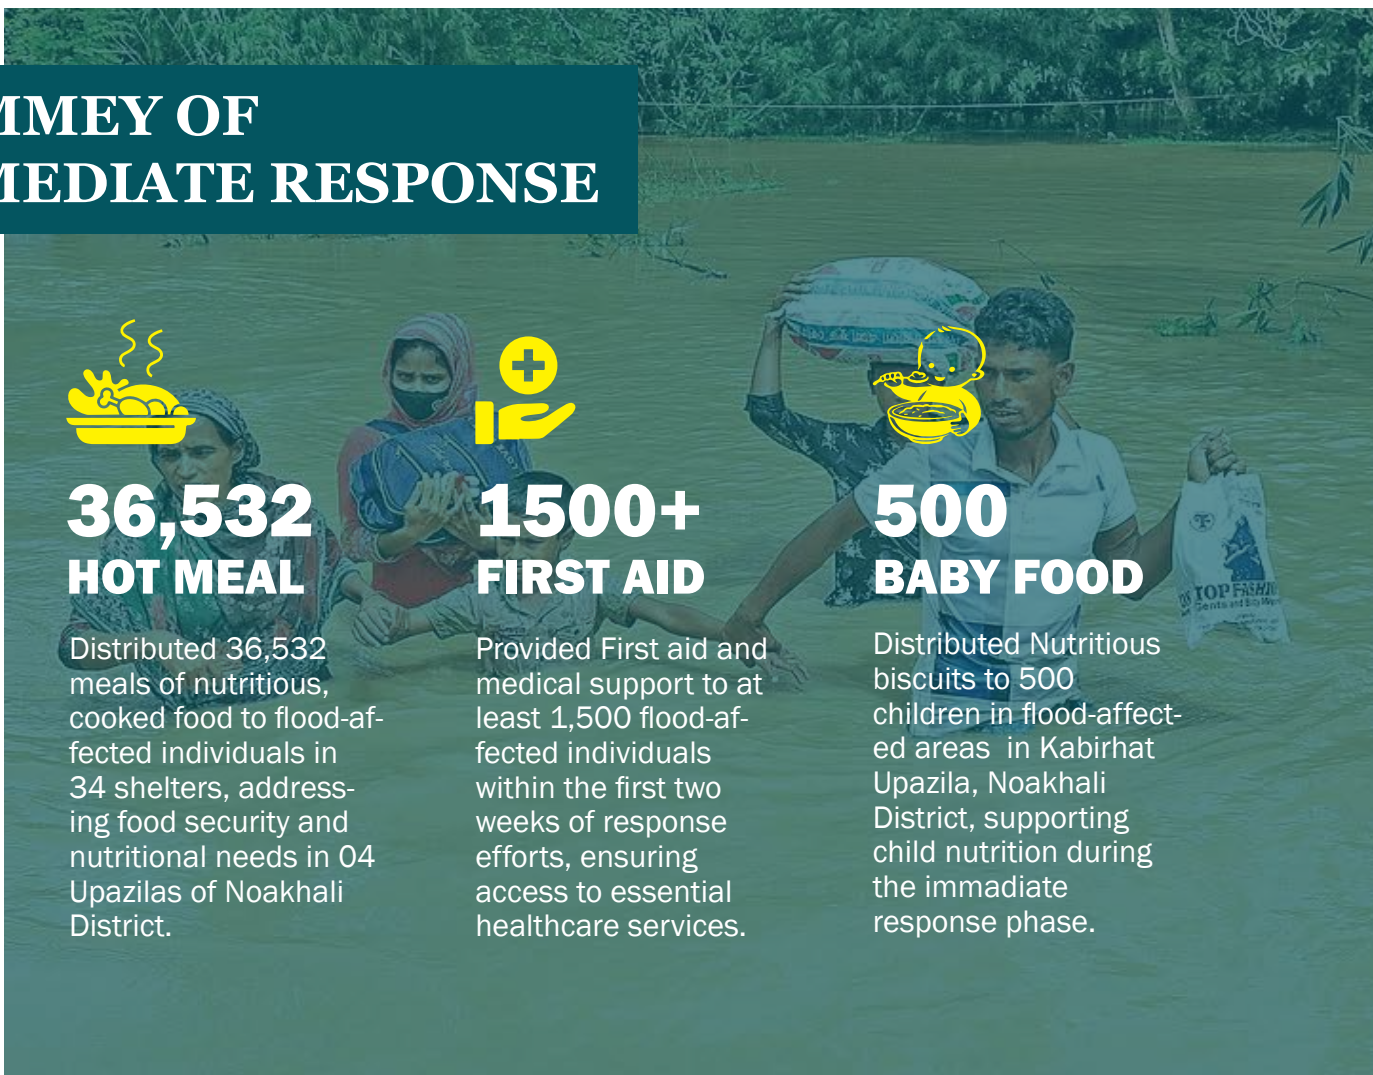 MMEY OF
MEDIATE RESPONSE
36,532
HOT MEAL
Distributed 36,532
meals of nutritious,
cooked food to flood-af-
fected individuals in
34 shelters, address-
ing food security and
nutritional needs in 04
Upazilas of Noakhali
District.
1500+
FIRST AID
Provided First aid and
medical support to at
least 1,500 flood-af-
fected individuals
within the first two
weeks of response
efforts, ensuring
access to essential
healthcare services.
500
BABY FOOD
Distributed Nutritious
biscuits to 500
children in flood-affect-
ed areas  in Kabirhat
Upazila, Noakhali
District, supporting
child nutrition during
the immadiate
response phase.
TOP FASHI
Gents and